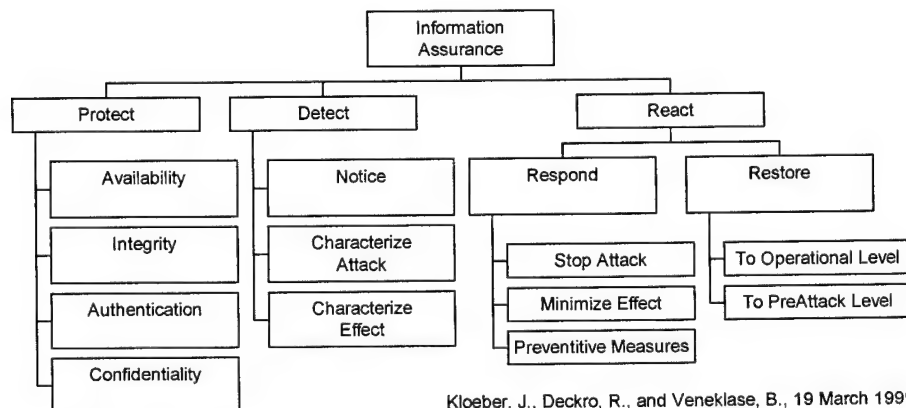 Information
Assurance
Protect
Detect
React
Availability
Integrity
Authentication
Confidentiality
Notice
Characterize
Attack
Characterize
Effect
Respond
Restore
Stop Attack
Minimize Effect
Preventitive Measures
To Operational Level
To PreAttack Level
Kloeber, J., Deckro, R., and Veneklase, B., 19 March 199